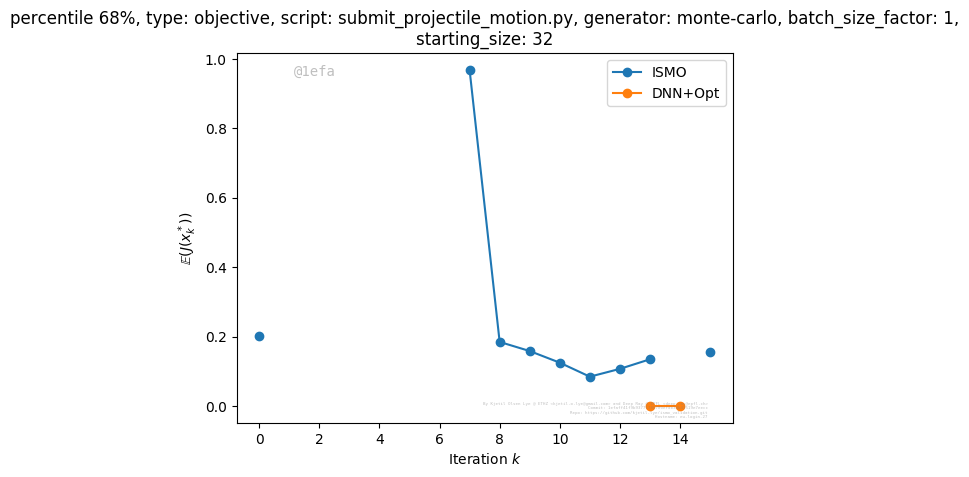 percentile 68%, type: objective, script: submit_projectile_motion.py, generator: monte-carlo, batch_size_factor: 1,
starting_size: 32
@1efa
ISMO
DNN+Opt
1.0
0.8
0.6
0.4
0.2
0.0
𝔼(J(x*ₖ))
0 2 4 6 8 10 12 14
Iteration k